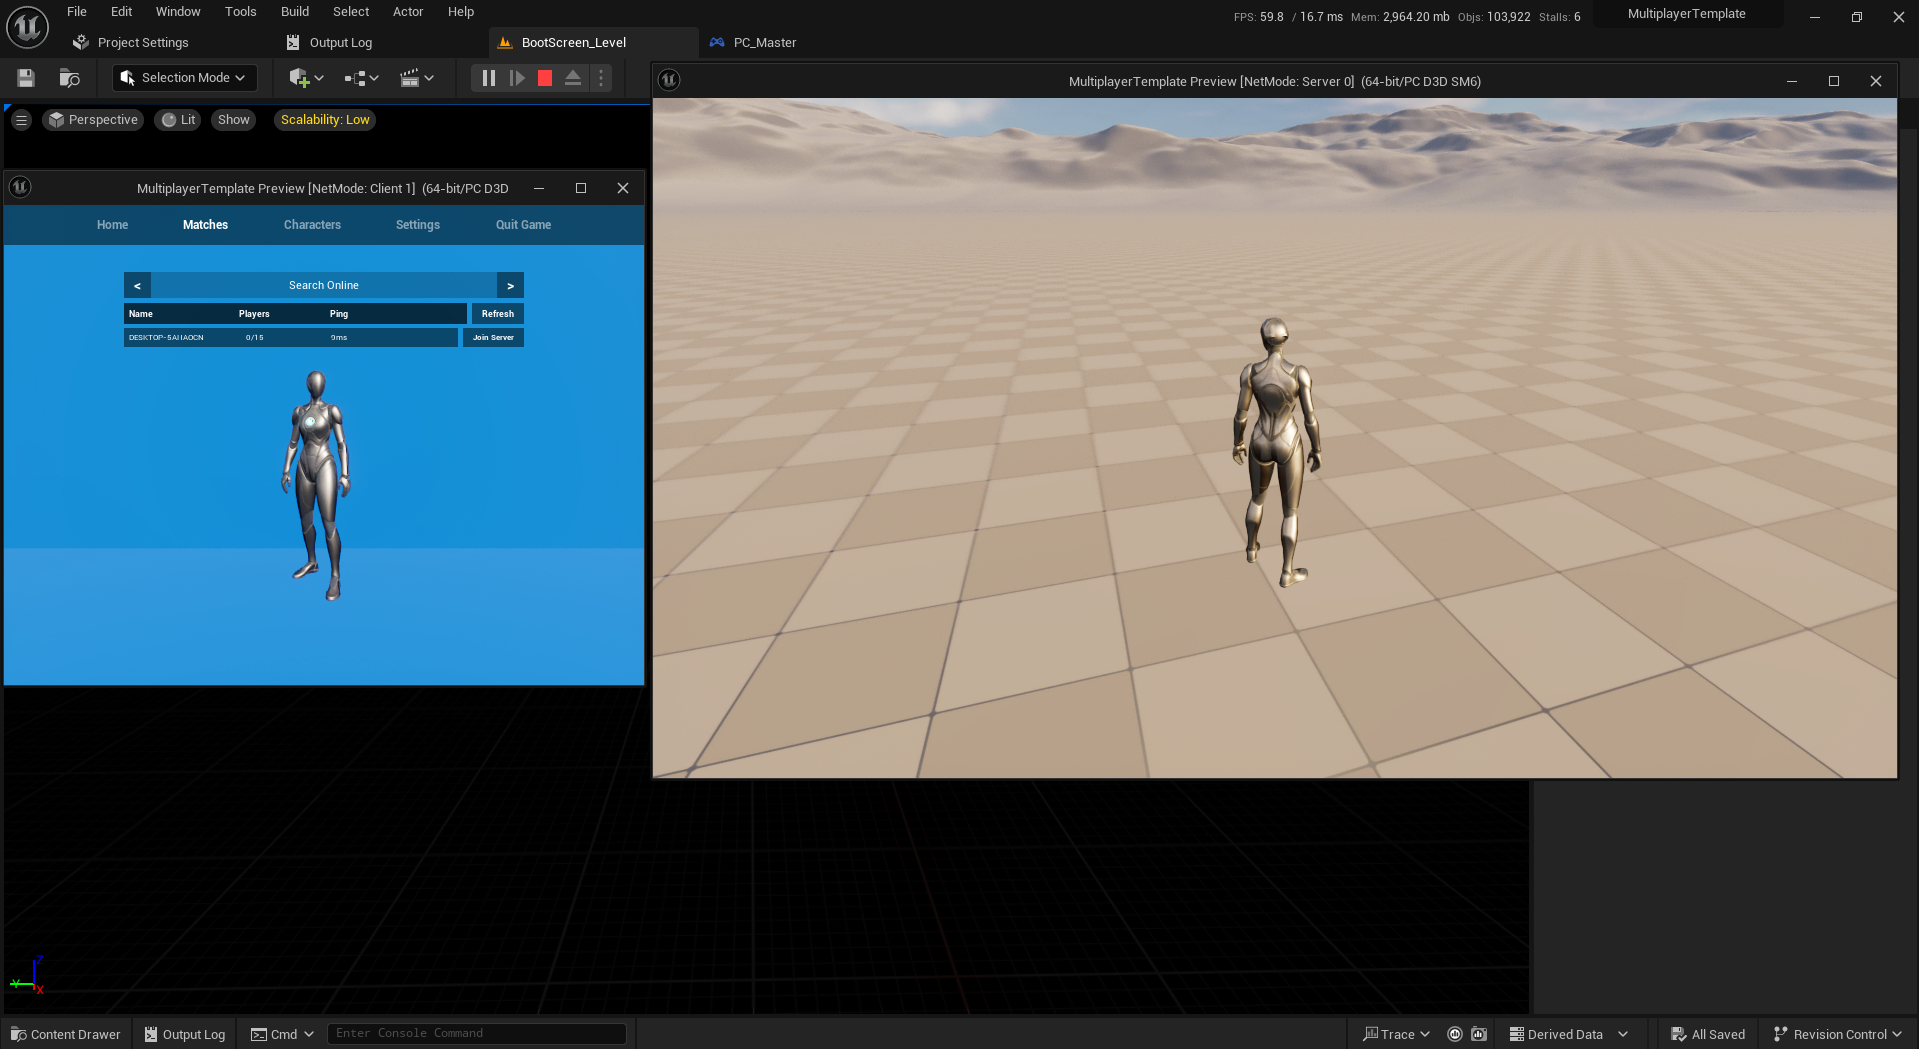 File Edit Window Tools Build Select Actor Help
FPS: 59.8 / 16.7 ms Mem: 2,964.20 mb Objs: 103,922 Stalls: 6
MultiplayerTemplate
Project Settings
Output Log
BootScreen_Level
PC_Master
Selection Mode
MultiplayerTemplate Preview [NetMode: Server 0] (64-bit/PC D3D SM6)
Perspective
Lit
Show
Scalability: Low
MultiplayerTemplate Preview [NetMode: Client 1] (64-bit/PC D3D
Home Matches Characters Settings Quit Game
< Search Online >
Name Players Ping Refresh
0/15 9ms Join Server
Z
Y
X
Content Drawer
Output Log
Cmd
Enter Console Command
Trace
Derived Data
All Saved
Revision Control